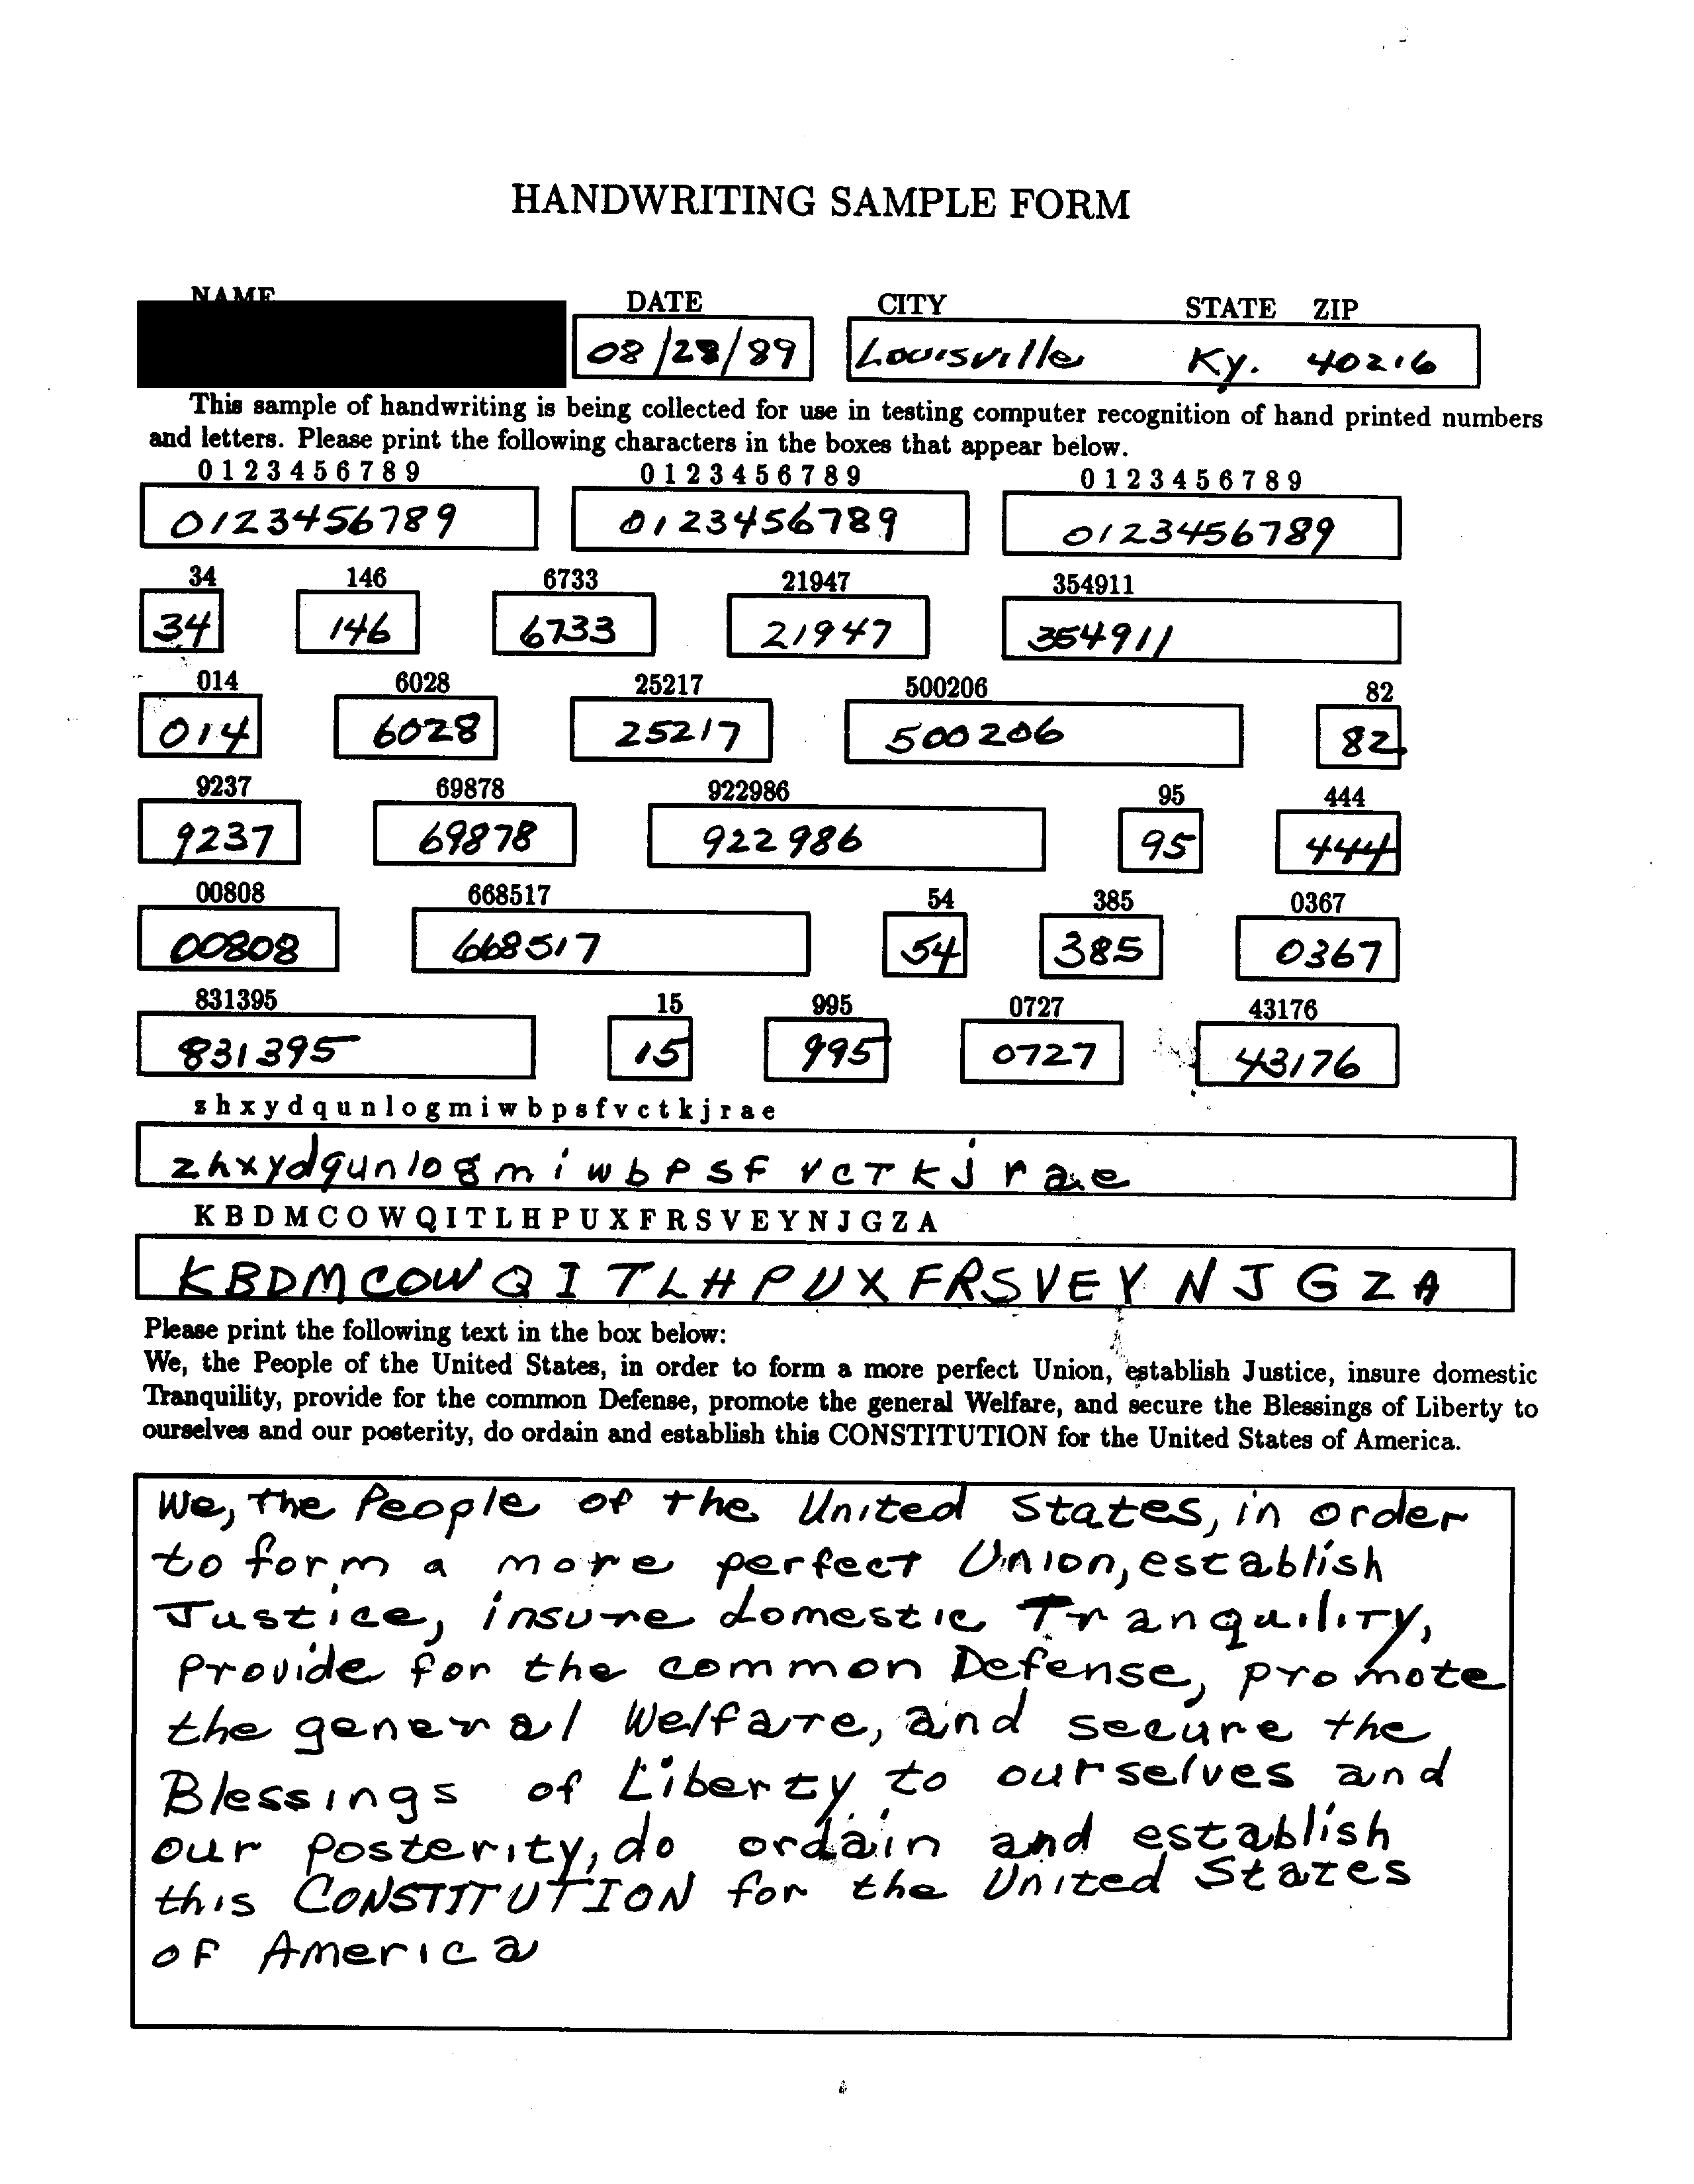 HANDWRITING SAMPLE FORM
NAME DATE CITY STATE ZIP
08/28/89 Louisville Ky. 40216
This sample of handwriting is being collected for use in testing computer recognition of hand printed numbers
and letters. Please print the following characters in the boxes that appear below.
0 1 2 3 4 5 6 7 8 9 0 1 2 3 4 5 6 7 8 9 0 1 2 3 4 5 6 7 8 9
0123456789 0123456789 0123456789
34 146 6733 21947 354911
34 146 6733 21947 354911
014 6028 25217 500206 82
014 6028 25217 500206 82
9237 69878 922986 95 444
9237 69878 922986 95 444
00808 668517 54 385 0367
00808 668517 54 385 0367
831395 15 995 0727 43176
831395 15 995 0727 43176
z h x y d q u n l o g m i w b p s f v c t k j r a e
zhxydqunlogmiwbpsfvctkjrae
K B D M C O W Q I T L H P U X F R S V E Y N J G Z A
KBDMCOWQITLHPUXFRSVEYNJGZA
Please print the following text in the box below:
We, the People of the United States, in order to form a more perfect Union, establish Justice, insure domestic
Tranquility, provide for the common Defense, promote the general Welfare, and secure the Blessings of Liberty to
ourselves and our posterity, do ordain and establish this CONSTITUTION for the United States of America.
We, the People of the United States, in order
to form a more perfect Union, establish
Justice, insure domestic Tranquility,
provide for the common Defense, promote
the general Welfare, and secure the
Blessings of Liberty to ourselves and
our posterity, do ordain and establish
this CONSTITUTION for the United States
of America